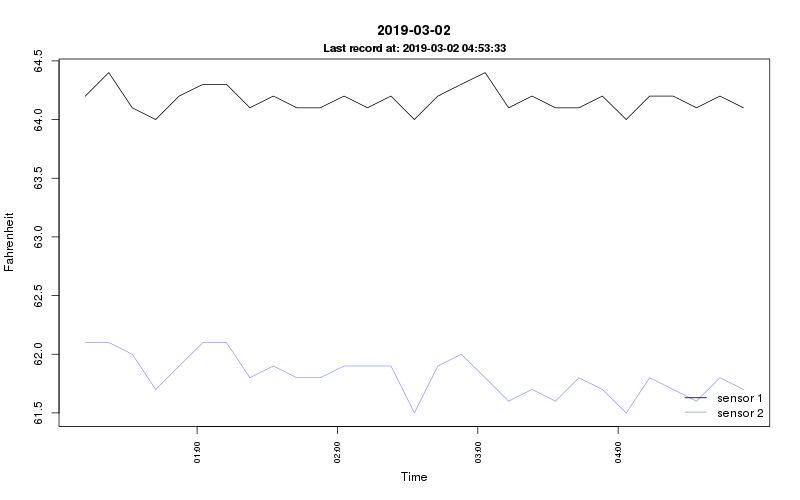 2019-03-02
Last record at: 2019-03-02 04:53:33
64.5
64.0
63.5
63.0
62.5
62.0
61.5
Fahrenheit
sensor 1
sensor 2
01:00
02:00
03:00
04:00
Time